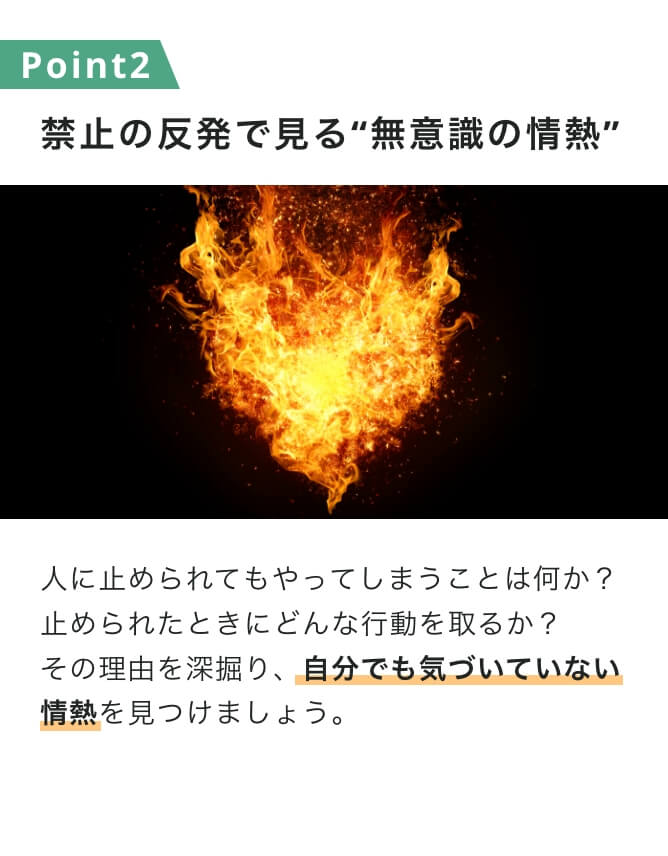 Point2
禁止の反発で見る“無意識の情熱”
人に止められてもやってしまうことは何か？
止められたときにどんな行動を取るか？
その理由を深掘り、自分でも気づいていない
情熱を見つけましょう。